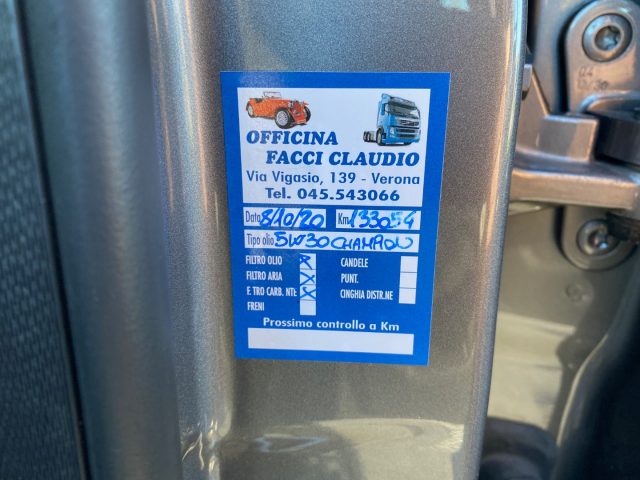 OFFICINA
FACCI CLAUDIO
Via Vigasio, 139 - Verona
Tel. 045.543066
Data 8/10/20 Km 133054
Tipo olio 5W30 CHAMPION
FILTRO OLIO X CANDELE
FILTRO ARIA X PUNT.
F. TRO CARB. NTE X CINGHIA DISTR.NE
FRENI
Prossimo controllo a Km